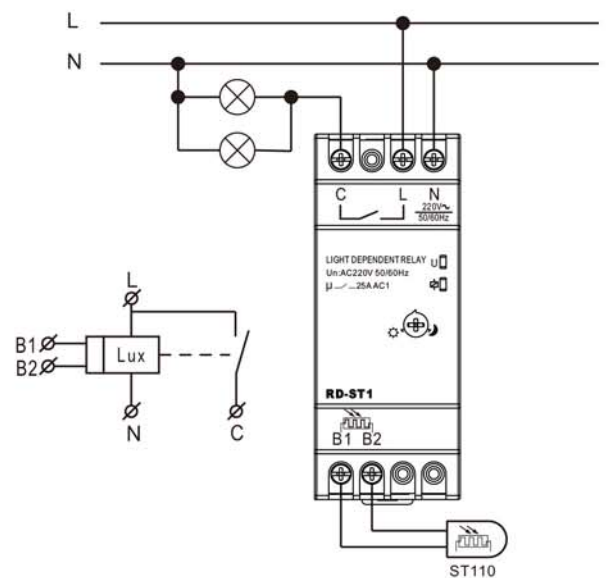 L
N
C L N
220V~
50/60Hz
LIGHT DEPENDENT RELAY U
Un:AC220V 50/60Hz
μ 25A AC1
RD-ST1
B1 B2
ST110
L
B1
B2
Lux
N
C